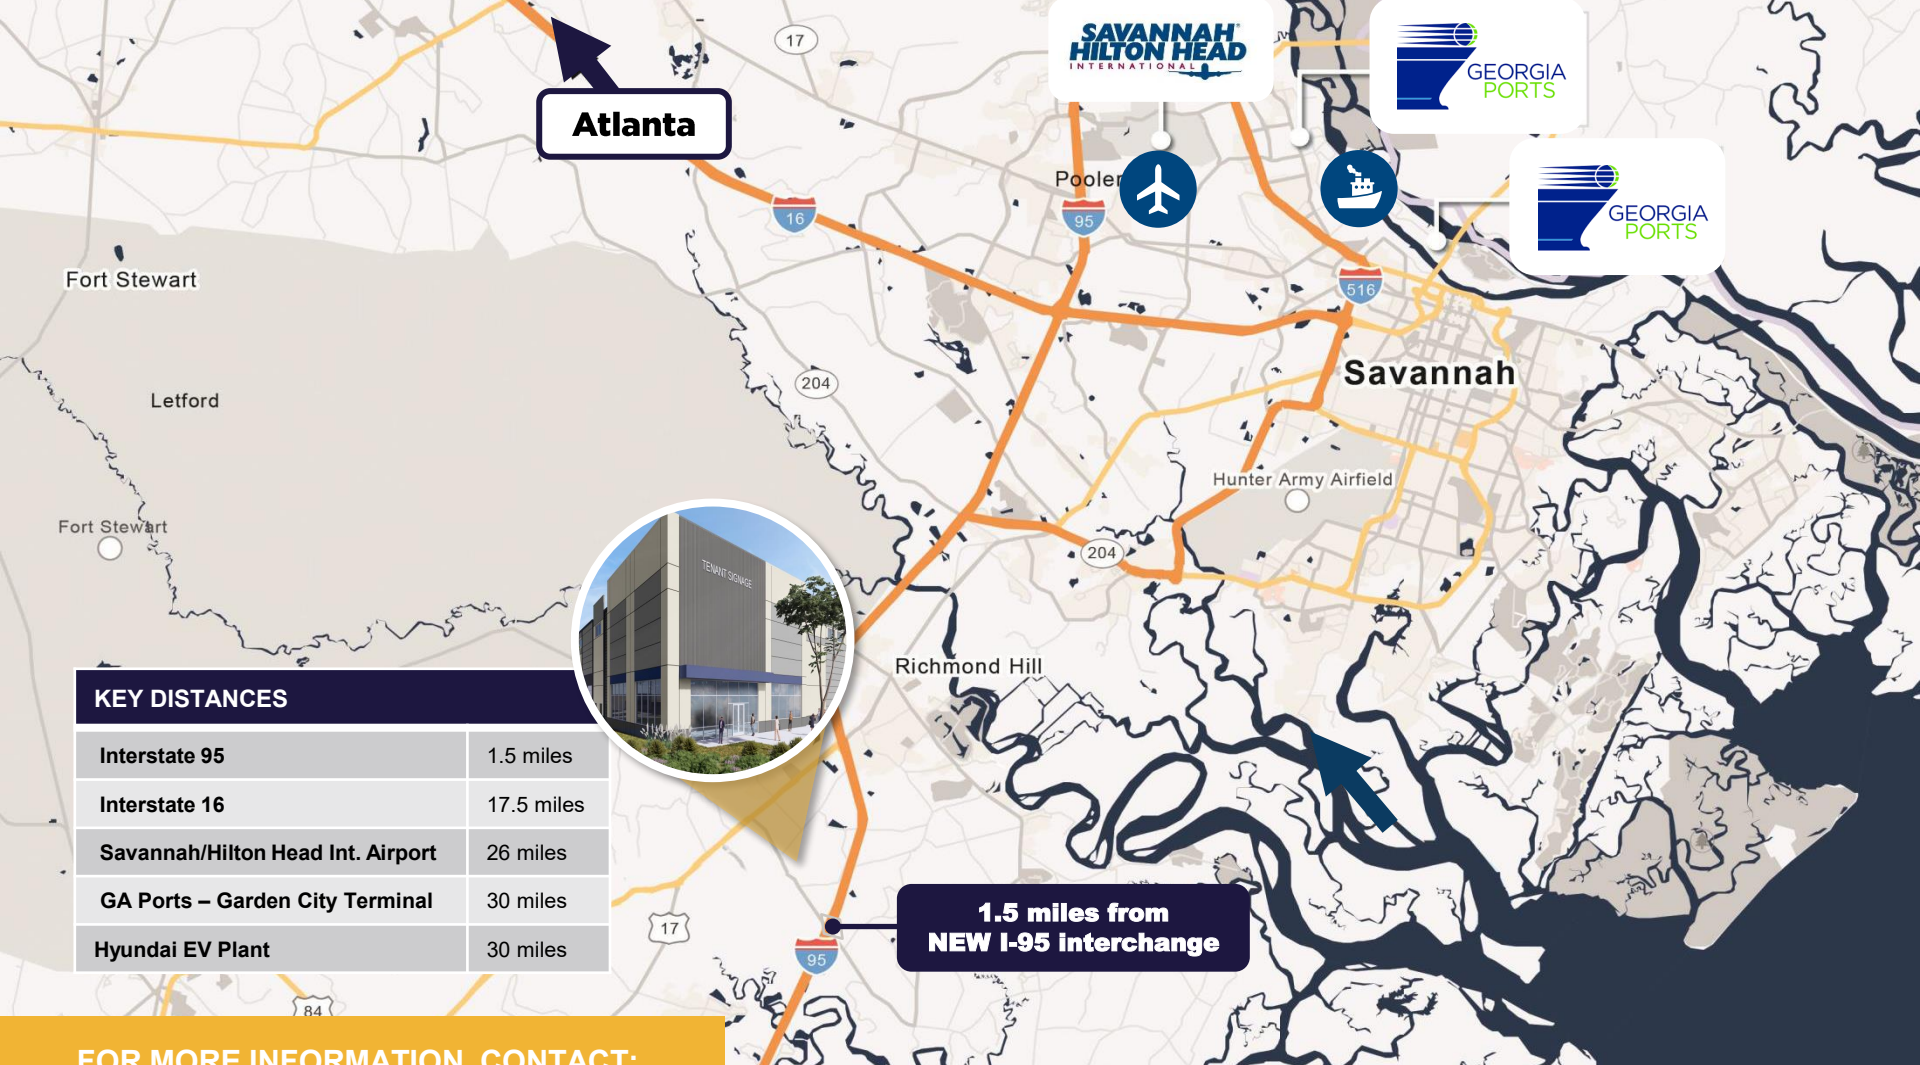 17
SAVANNAH
HILTON HEAD
INTERNATIONAL
GEORGIA
PORTS
Atlanta
Pooler
16
95
GEORGIA
PORTS
Fort Stewart
516
Savannah
204
Letford
Hunter Army Airfield
Fort Stewart
204
TENANT SIGNAGE
Richmond Hill
KEY DISTANCES
Interstate 95 1.5 miles
Interstate 16 17.5 miles
Savannah/Hilton Head Int. Airport 26 miles
GA Ports – Garden City Terminal 30 miles
Hyundai EV Plant 30 miles
17
1.5 miles from
NEW I-95 interchange
95
84
FOR MORE INFORMATION, CONTACT: